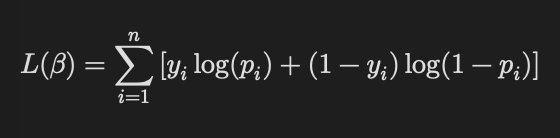 L(β) = ∑_{i=1}^{n} [y_i log(p_i) + (1 − y_i) log(1 − p_i)]